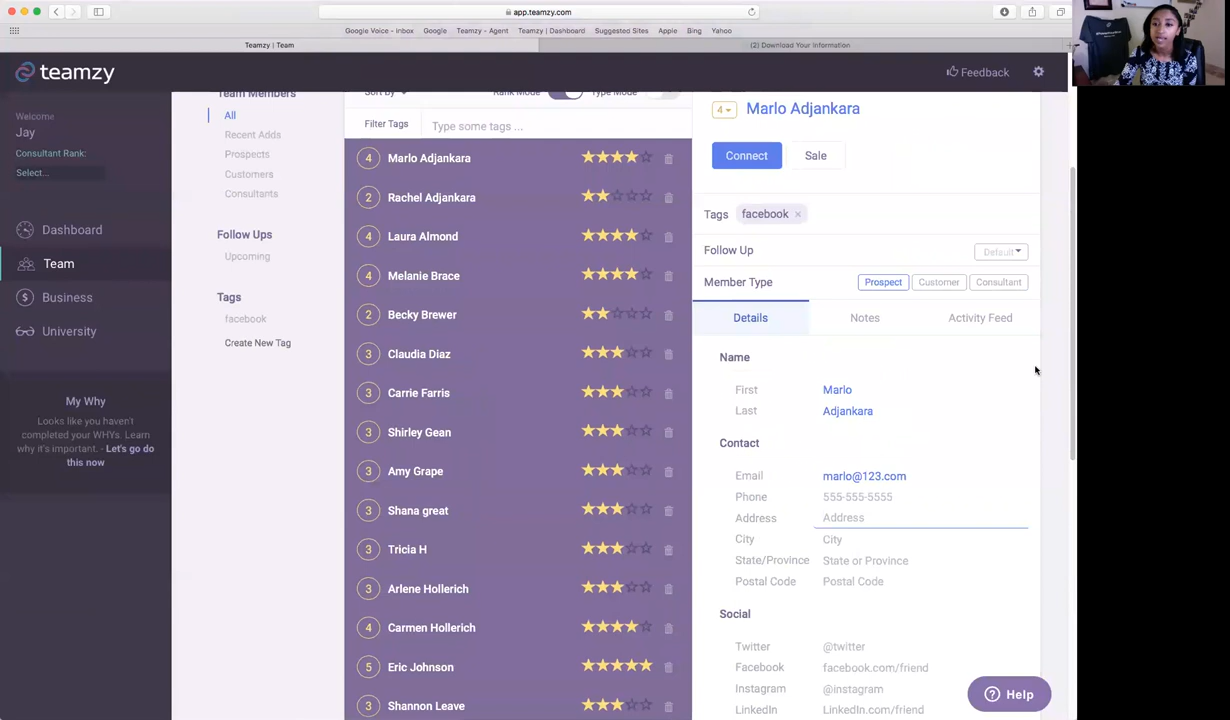 app.teamzy.com
Google Voice - Inbox Google Teamzy - Agent Teamzy | Dashboard Suggested Sites Apple Bing Yahoo
Teamzy | Team
(2) Download Your Information
teamzy
Feedback
Welcome
Jay
Consultant Rank:
Select...
Dashboard
Team
Business
University
My Why
Looks like you haven't
completed your WHYs. Learn
why it's important. - Let's go do
this now
Team Members
All
Recent Adds
Prospects
Customers
Consultants
Follow Ups
Upcoming
Tags
facebook
Create New Tag
Sort By Rank Mode Type Mode
Filter Tags Type some tags ...
4 Marlo Adjankara
2 Rachel Adjankara
4 Laura Almond
4 Melanie Brace
2 Becky Brewer
3 Claudia Diaz
3 Carrie Farris
3 Shirley Gean
3 Amy Grape
3 Shana great
3 Tricia H
3 Arlene Hollerich
4 Carmen Hollerich
5 Eric Johnson
3 Shannon Leave
4 Marlo Adjankara
Connect Sale
Tags facebook ×
Follow Up Default
Member Type Prospect Customer Consultant
Details Notes Activity Feed
Name
First Marlo
Last Adjankara
Contact
Email marlo@123.com
Phone 555-555-5555
Address Address
City City
State/Province State or Province
Postal Code Postal Code
Social
Twitter @twitter
Facebook facebook.com/friend
Instagram @instagram
LinkedIn LinkedIn.com/friend
Help